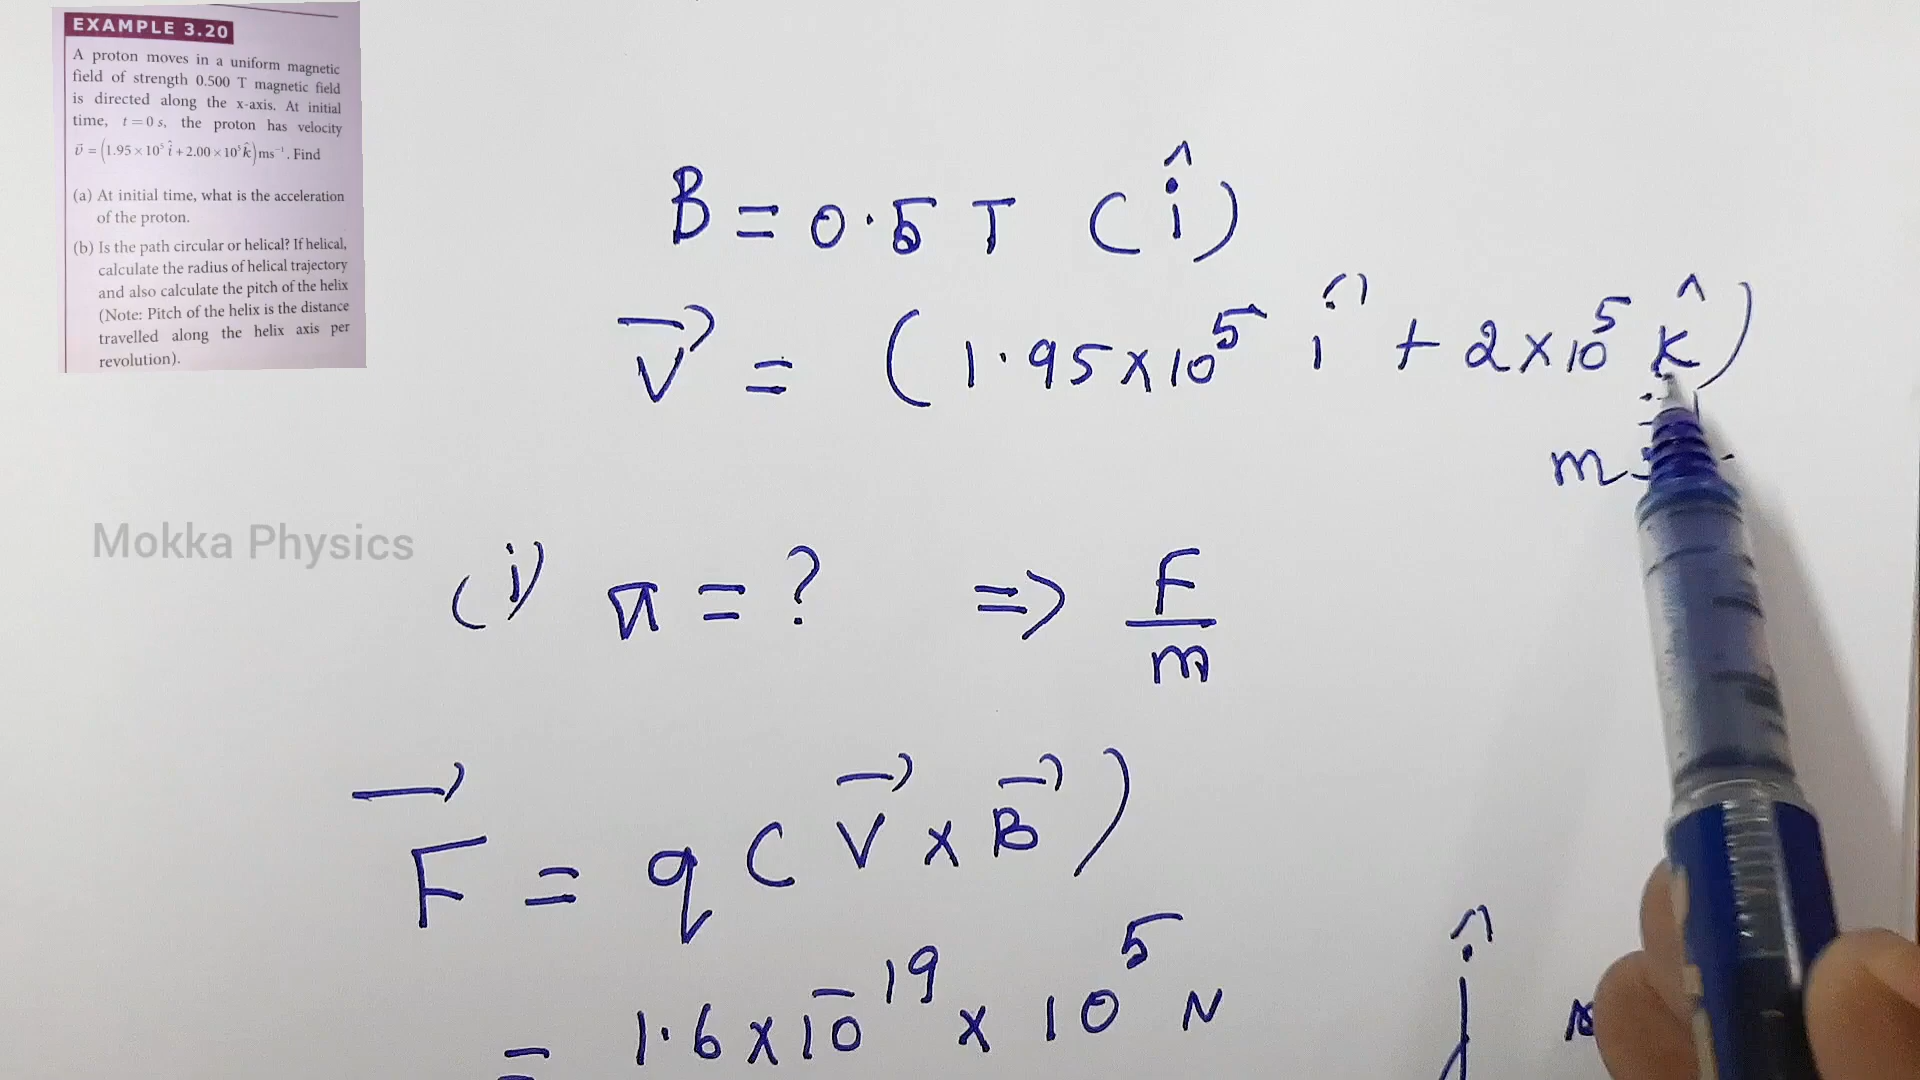 EXAMPLE 3.20
A proton moves in a uniform magnetic
field of strength 0.500 T magnetic field
is directed along the x-axis. At initial
time, t = 0 s, the proton has velocity
v⃗ = (1.95 × 10⁵ î + 2.00 × 10⁵ k̂) ms⁻¹. Find
(a) At initial time, what is the acceleration
of the proton.
(b) Is the path circular or helical? If helical,
calculate the radius of helical trajectory
and also calculate the pitch of the helix
(Note: Pitch of the helix is the distance
travelled along the helix axis per
revolution).
B = 0.5 T (î)
V⃗ = (1.95 × 10⁵ î + 2 × 10⁵ k̂)
m
Mokka Physics
(i) a = ? => F/m
F⃗ = q (V⃗ × B⃗)
= 1.6 × 10⁻¹⁹ × 10⁵ N ĵ